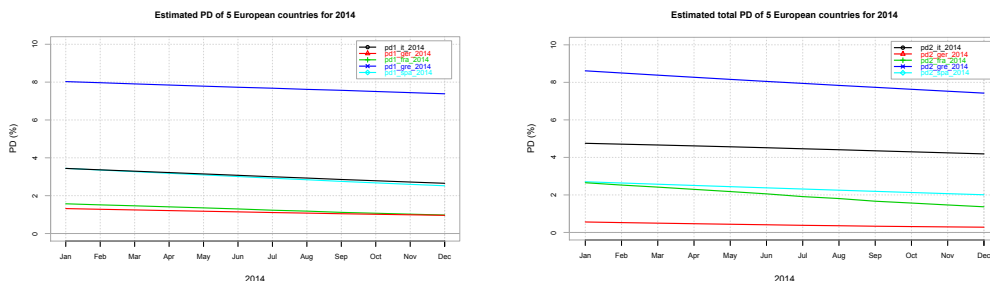 Estimated PD of 5 European countries for 2014
10
8
6
4
2
0
PD (%)
pd1_it_2014
pd1_ger_2014
pd1_fra_2014
pd1_gre_2014
pd1_spa_2014
Jan Feb Mar Apr May Jun Jul Aug Sep Oct Nov Dec
2014
Estimated total PD of 5 European countries for 2014
10
8
6
4
2
0
PD (%)
pd2_it_2014
pd2_ger_2014
pd2_fra_2014
pd2_gre_2014
pd2_spa_2014
Jan Feb Mar Apr May Jun Jul Aug Sep Oct Nov Dec
2014